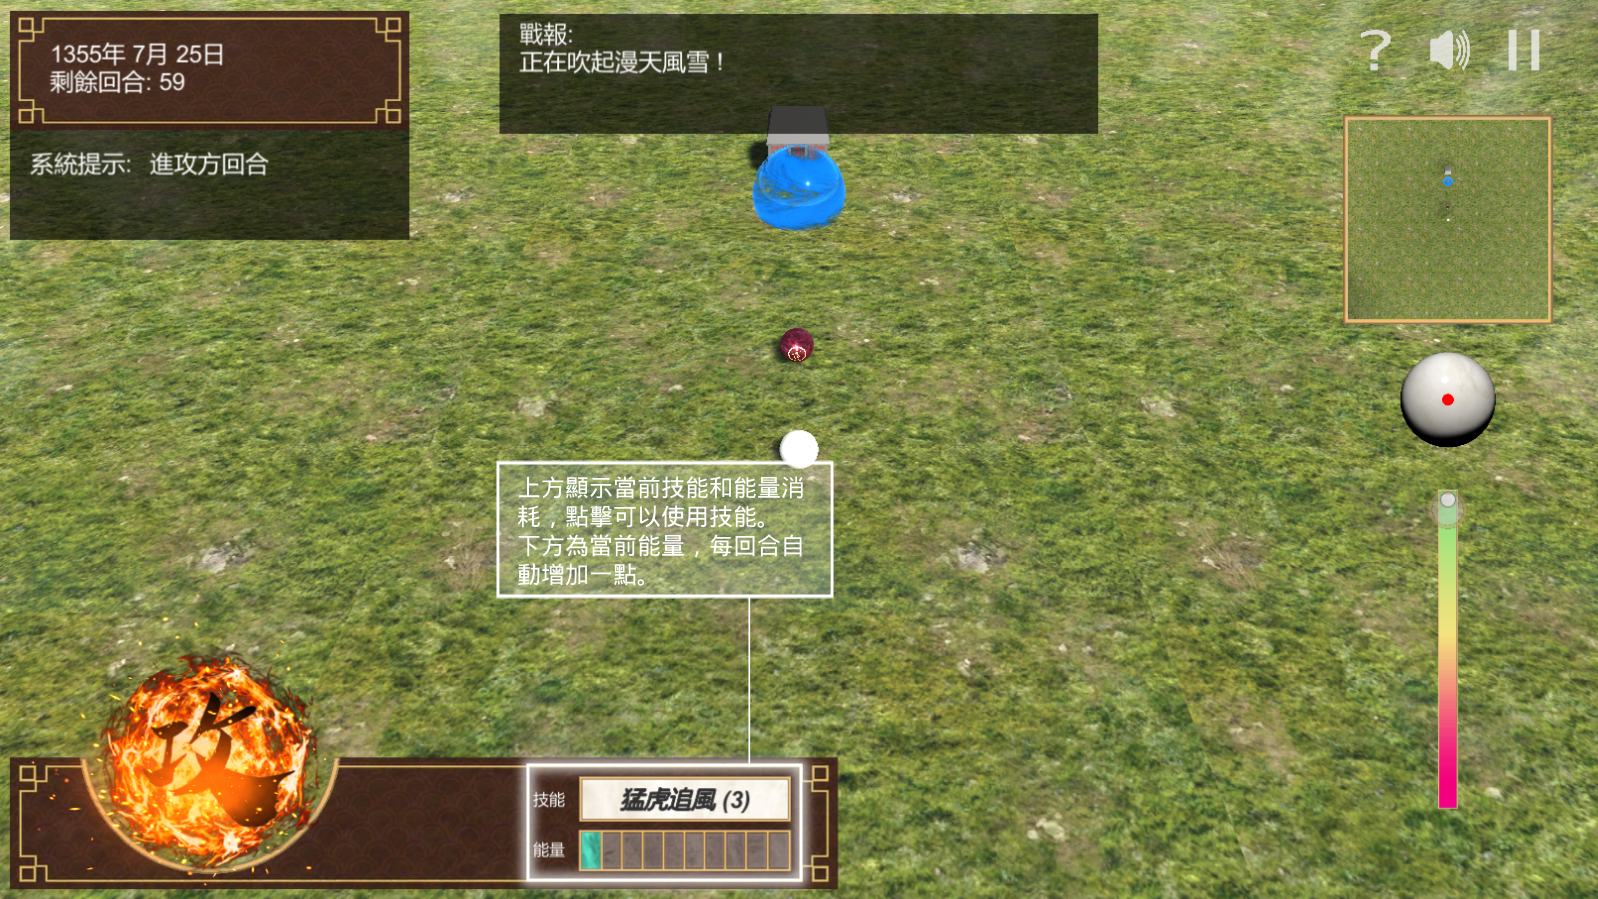 1355年 7月 25日
剩餘回合: 59
系統提示: 進攻方回合
戰報:
正在吹起漫天風雪！
?
上方顯示當前技能和能量消
耗，點擊可以使用技能。
下方為當前能量，每回合自
動增加一點。
攻
技能 猛虎追風 (3)
能量